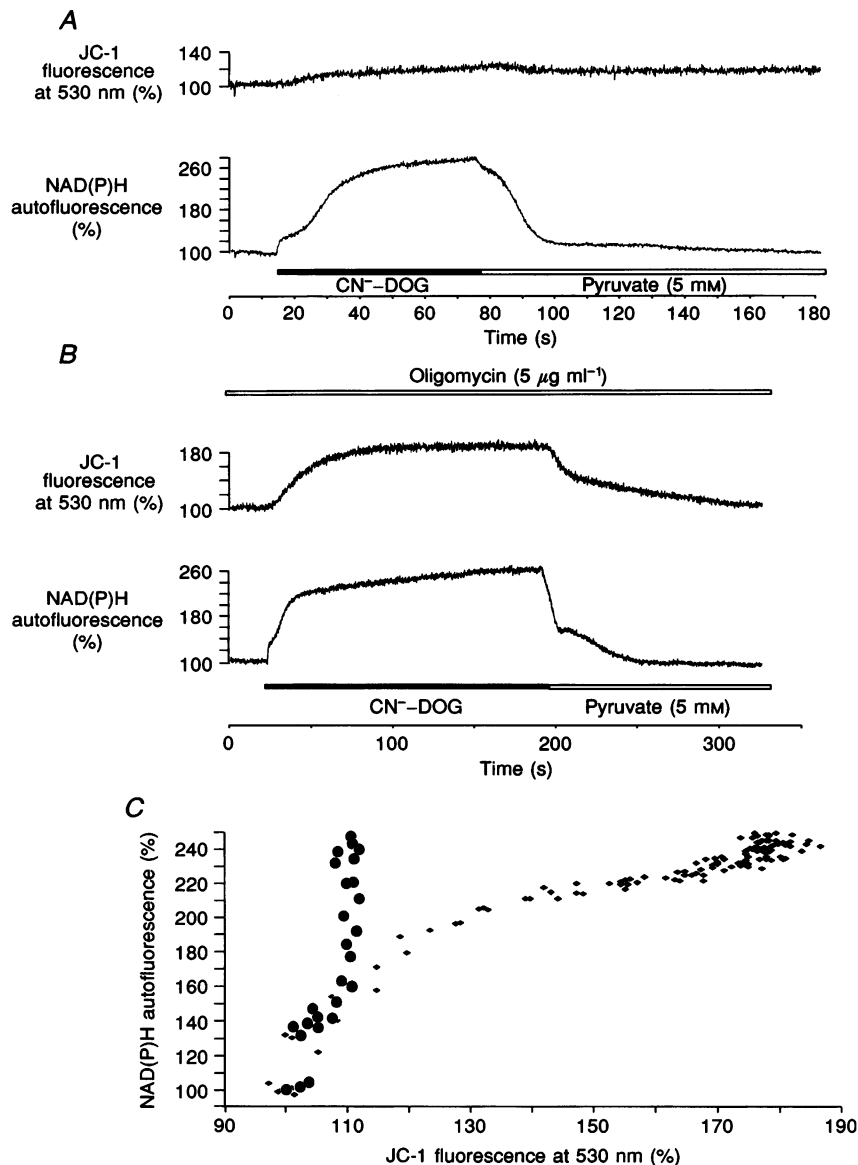 A
JC-1
fluorescence
at 530 nm (%)
140
100
NAD(P)H
autofluorescence
(%)
260
180
100
CN⁻–DOG
Pyruvate (5 mM)
0 20 40 60 80 100 120 140 160 180
Time (s)
B
Oligomycin (5 μg ml⁻¹)
JC-1
fluorescence
at 530 nm (%)
180
100
NAD(P)H
autofluorescence
(%)
260
180
100
CN⁻–DOG
Pyruvate (5 mM)
0 100 200 300
Time (s)
C
NAD(P)H autofluorescence (%)
240
220
200
180
160
140
120
100
90 110 130 150 170 190
JC-1 fluorescence at 530 nm (%)